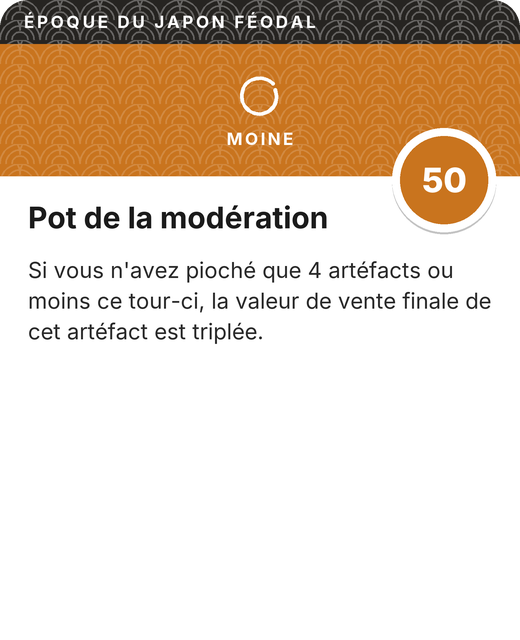 ÉPOQUE DU JAPON FÉODAL
MOINE
50
Pot de la modération
Si vous n'avez pioché que 4 artéfacts ou
moins ce tour-ci, la valeur de vente finale de
cet artéfact est triplée.